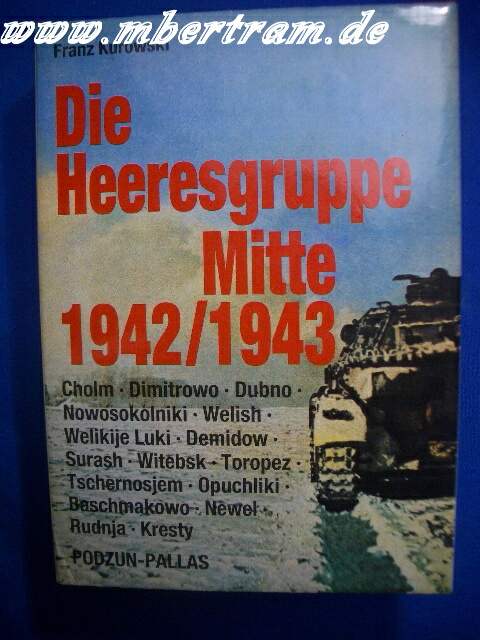 www.mbertram.de
Franz Kurowski
Die
Heeresgruppe
Mitte
1942/1943
Cholm · Dimitrowo · Dubno ·
Nowosokolniki · Welish ·
Welikije Luki · Demidow ·
Surash · Witebsk · Toropez ·
Tschernosjem · Opuchliki ·
Baschmakowo · Newel ·
Rudnja · Kresty
PODZUN-PALLAS